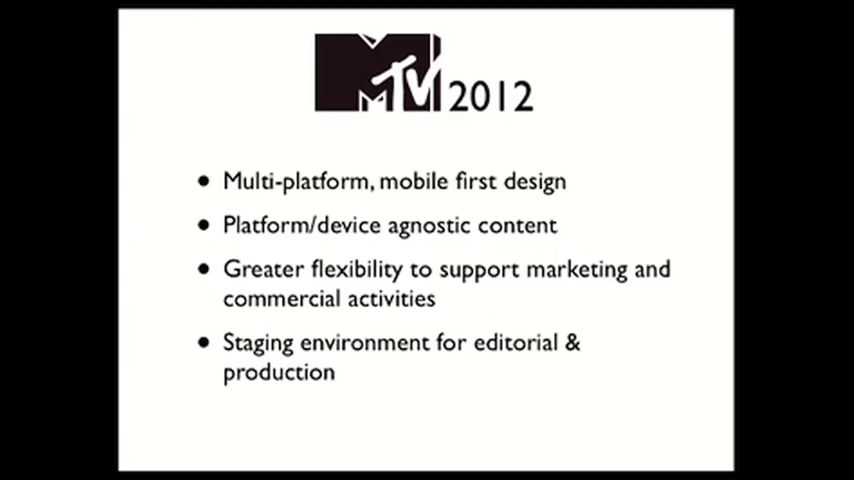 MTV 2012
• Multi-platform, mobile first design
• Platform/device agnostic content
• Greater flexibility to support marketing and
commercial activities
• Staging environment for editorial &
production